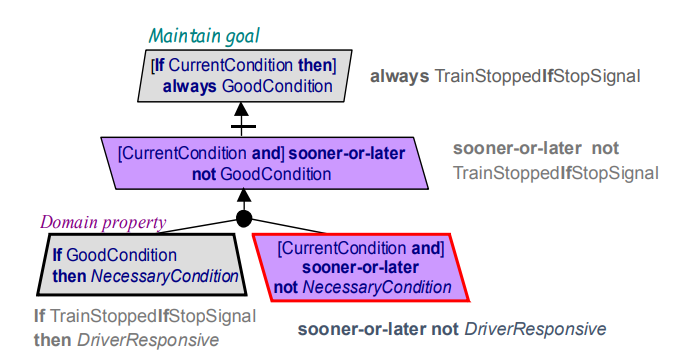 Maintain goal
[If CurrentCondition then]
always GoodCondition
always TrainStoppedIfStopSignal
[CurrentCondition and] sooner-or-later
not GoodCondition
sooner-or-later not
TrainStoppedIfStopSignal
Domain property
If GoodCondition
then NecessaryCondition
[CurrentCondition and]
sooner-or-later
not NecessaryCondition
If TrainStoppedIfStopSignal
then DriverResponsive
sooner-or-later not DriverResponsive